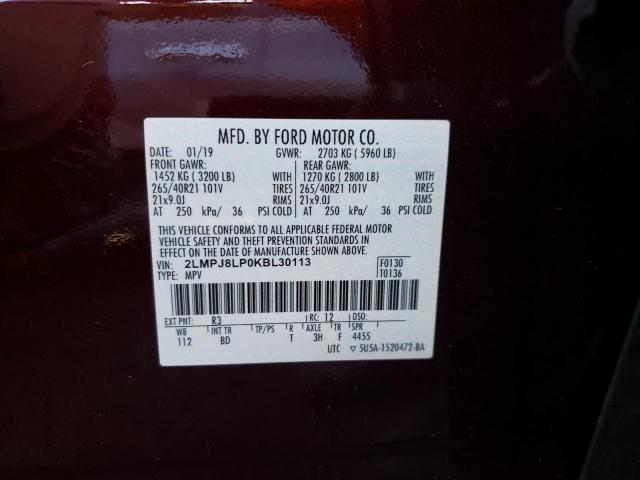 MFD. BY FORD MOTOR CO.
DATE: 01/19 GVWR: 2703 KG ( 5960 LB)
FRONT GAWR: REAR GAWR:
1452 KG ( 3200 LB) 1270 KG ( 2800 LB)
265/40R21 101V TIRES 265/40R21 101V TIRES
21x9.0J RIMS 21x9.0J RIMS
AT 250 kPa/ 36 PSI COLD AT 250 kPa/ 36 PSI COLD
THIS VEHICLE CONFORMS TO ALL APPLICABLE FEDERAL MOTOR
VEHICLE SAFETY AND THEFT PREVENTION STANDARDS IN
EFFECT ON THE DATE OF MANUFACTURE SHOWN ABOVE.
VIN: 2LMPJ8LP0KBL30113 F0130
TYPE: MPV T0136
EXT PNT: R3 RC: 12 DSO:
WB INT TR TP/PS R AXLE TR SPR
112 BD T 3H F 4455
UTC ▽ 5U5A-1520472-BA